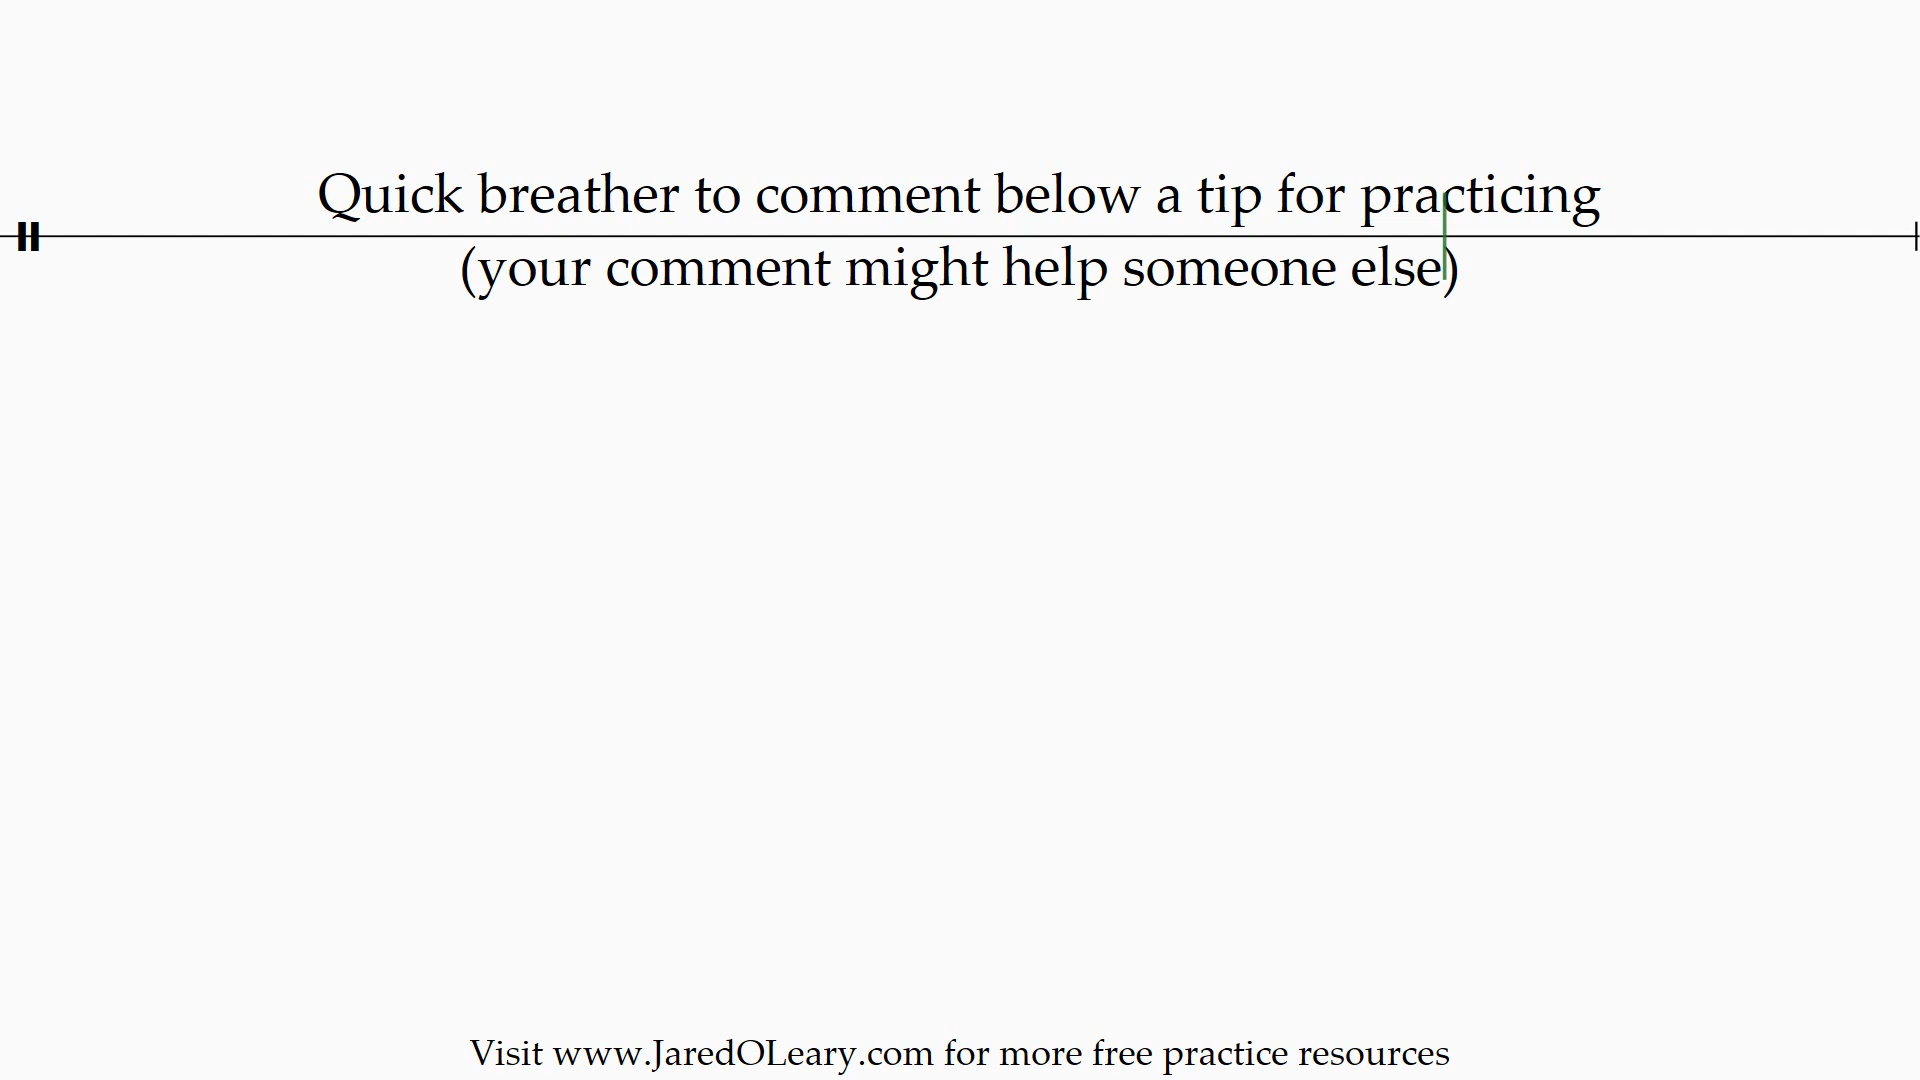 Quick breather to comment below a tip for practicing
(your comment might help someone else)
Visit www.JaredOLeary.com for more free practice resources